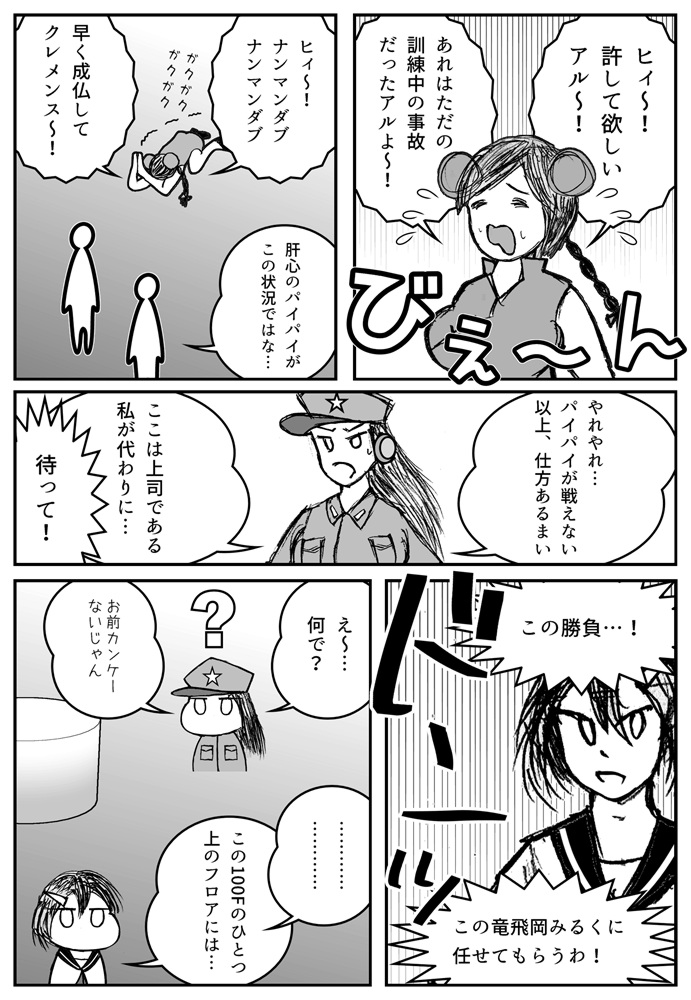 ヒィ～！
許して欲しい
アル～！
あれはただの
訓練中の事故
だったアルよ～！
びぇ～ん
ヒィ～！
ナンマンダブ
ナンマンダブ
ガクガク
ガクガク
早く成仏して
クレメンス～！
肝心のパイパイが
この状況ではな…
やれやれ…
パイパイが戦えない
以上、仕方あるまい
ここは上司である
私が代わりに…
待って！
この勝負…！
ドーーーッ
この竜飛岡みるくに
任せてもらうわ！
え～…
何で？
？
お前カンケー
ないじゃん
…………
この100Fのひとつ
上のフロアには…